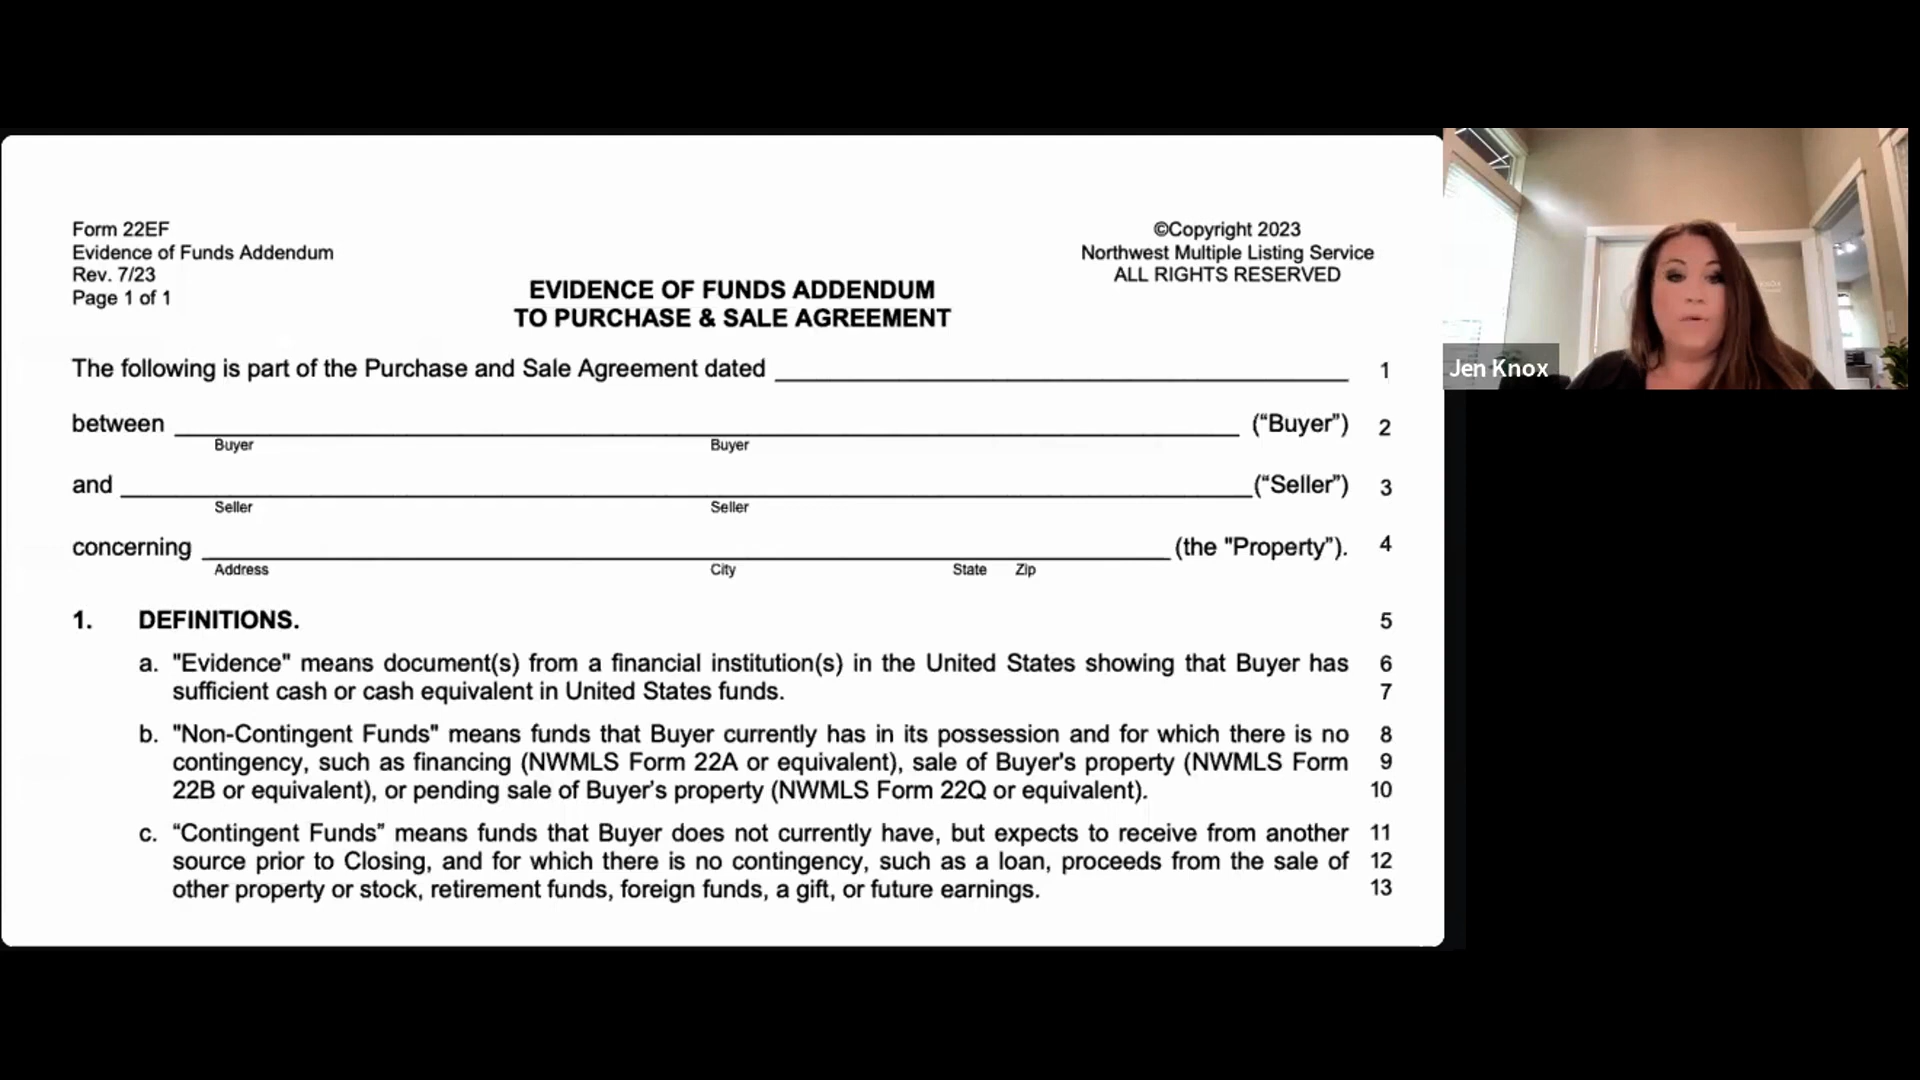 Form 22EF
Evidence of Funds Addendum
Rev. 7/23
Page 1 of 1
©Copyright 2023
Northwest Multiple Listing Service
ALL RIGHTS RESERVED
EVIDENCE OF FUNDS ADDENDUM
TO PURCHASE & SALE AGREEMENT
The following is part of the Purchase and Sale Agreement dated 1
between (“Buyer”) 2
Buyer Buyer
and (“Seller”) 3
Seller Seller
concerning (the "Property”). 4
Address City State Zip
1. DEFINITIONS. 5
a. "Evidence" means document(s) from a financial institution(s) in the United States showing that Buyer has 6
sufficient cash or cash equivalent in United States funds. 7
b. "Non-Contingent Funds" means funds that Buyer currently has in its possession and for which there is no 8
contingency, such as financing (NWMLS Form 22A or equivalent), sale of Buyer's property (NWMLS Form 9
22B or equivalent), or pending sale of Buyer’s property (NWMLS Form 22Q or equivalent). 10
c. “Contingent Funds” means funds that Buyer does not currently have, but expects to receive from another 11
source prior to Closing, and for which there is no contingency, such as a loan, proceeds from the sale of 12
other property or stock, retirement funds, foreign funds, a gift, or future earnings. 13
Jen Knox